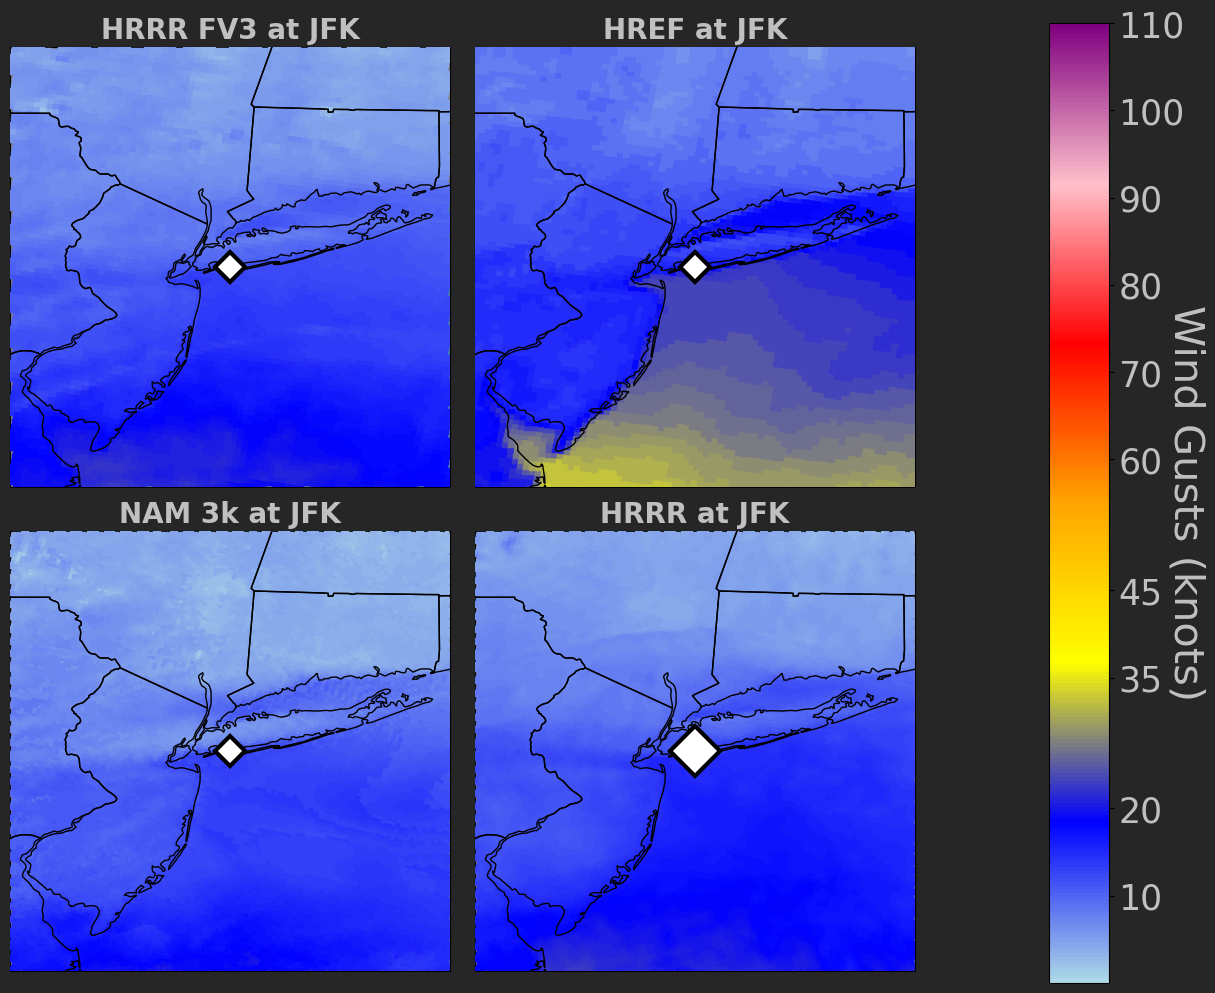 HRRR FV3 at JFK
HREF at JFK
NAM 3k at JFK
HRRR at JFK
110
100
90
80
70
60
45
35
20
10
Wind Gusts (knots)